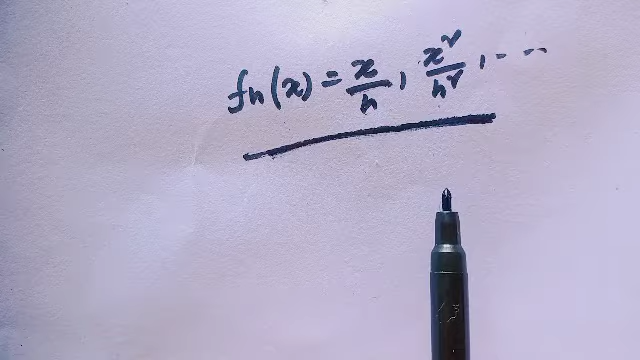 fn(x) = x/n, x²/n², ...